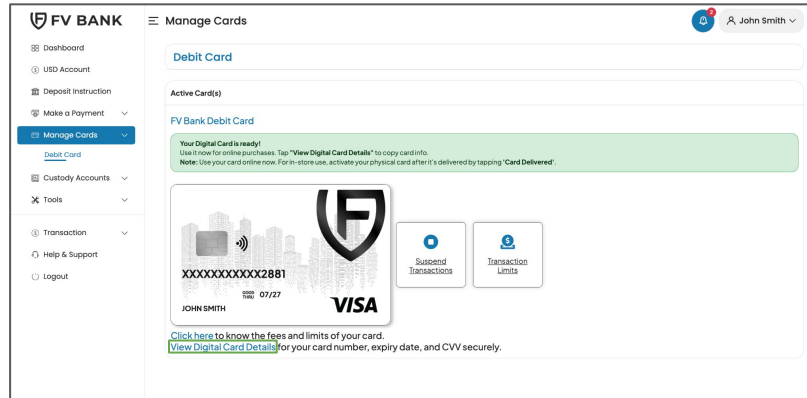 FV BANK
Manage Cards
2
John Smith
Dashboard
USD Account
Deposit Instruction
Make a Payment
Manage Cards
Debit Card
Custody Accounts
Tools
Transaction
Help & Support
Logout
Debit Card
Active Card(s)
FV Bank Debit Card
Your Digital Card is ready!
Use it now for online purchases. Tap "View Digital Card Details" to copy card info.
Note: Use your card online now. For in-store use, activate your physical card after it's delivered by tapping 'Card Delivered'.
XXXXXXXXXXXX2881
GOOD THRU 07/27
JOHN SMITH
VISA
Suspend
Transactions
Transaction
Limits
Click here to know the fees and limits of your card.
View Digital Card Details for your card number, expiry date, and CVV securely.